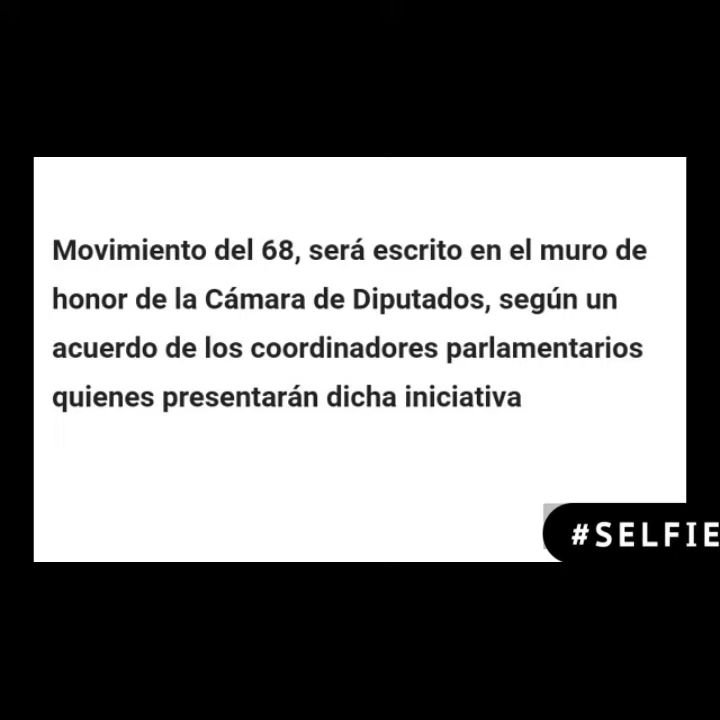 Movimiento del 68, será escrito en el muro de
honor de la Cámara de Diputados, según un
acuerdo de los coordinadores parlamentarios
quienes presentarán dicha iniciativa
#SELFIE